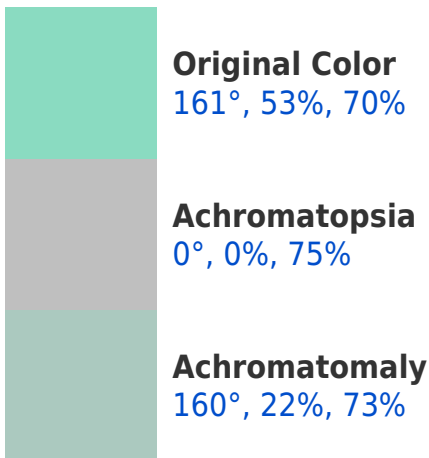 Original Color
161°, 53%, 70%
Achromatopsia
0°, 0%, 75%
Achromatomaly
160°, 22%, 73%